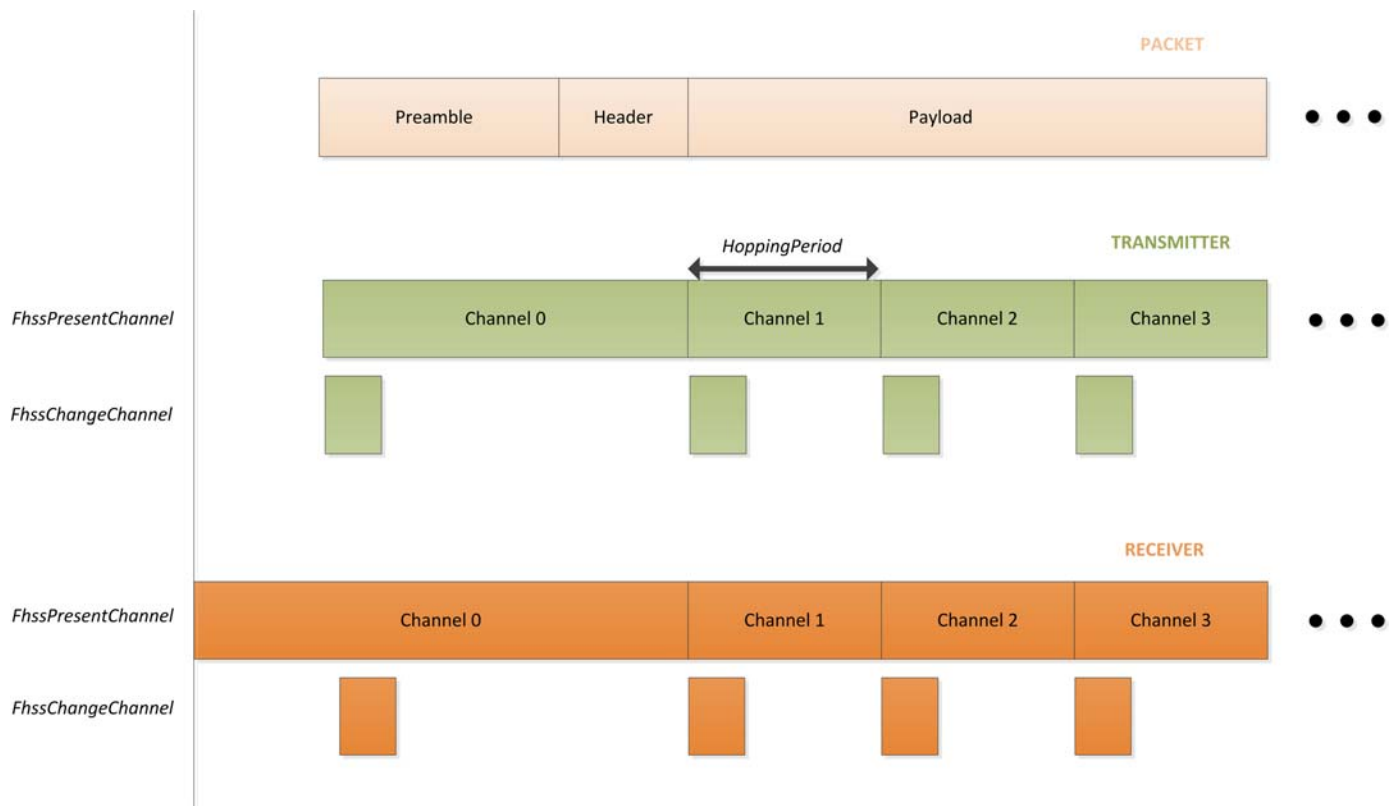 PACKET
Preamble
Header
Payload
HoppingPeriod
TRANSMITTER
FhssPresentChannel
Channel 0
Channel 1
Channel 2
Channel 3
FhssChangeChannel
RECEIVER
FhssPresentChannel
Channel 0
Channel 1
Channel 2
Channel 3
FhssChangeChannel